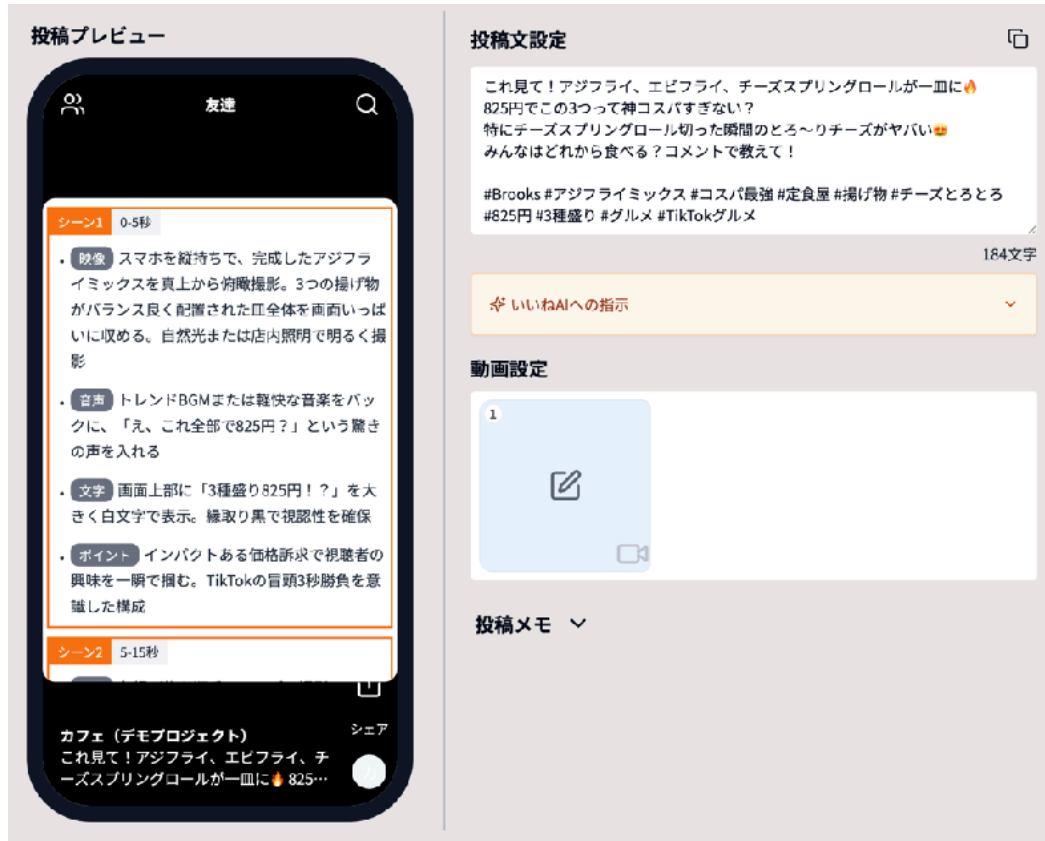 投稿プレビュー
友達
シーン1 0-5秒
・ 映像 スマホを縦持ちで、完成したアジフラ
イミックスを真上から俯瞰撮影。3つの揚げ物
がバランス良く配置された皿全体を画面いっぱ
いに収める。自然光または店内照明で明るく撮
影
・ 音声 トレンドBGMまたは軽快な音楽をバッ
クに、「え、これ全部で825円？」という驚き
の声を入れる
・ 文字 画面上部に「3種盛り825円！？」を大
きく白文字で表示。縁取り黒で視認性を確保
・ ポイント インパクトある価格訴求で視聴者の
興味を一瞬で掴む。TikTokの冒頭3秒勝負を意
識した構成
シーン2 5-15秒
シェア
カフェ（デモプロジェクト）
これ見て！アジフライ、エビフライ、チ
ーズスプリングロールが一皿に🔥 825…
投稿文設定
これ見て！アジフライ、エビフライ、チーズスプリングロールが一皿に🔥
825円でこの3つって神コスパすぎない？
特にチーズスプリングロール切った瞬間のとろ〜りチーズがヤバい😍
みんなはどれから食べる？コメントで教えて！
#Brooks #アジフライミックス #コスパ最強 #定食屋 #揚げ物 #チーズとろとろ
#825円 #3種盛り #グルメ #TikTokグルメ
184文字
いいねAIへの指示
動画設定
1
投稿メモ